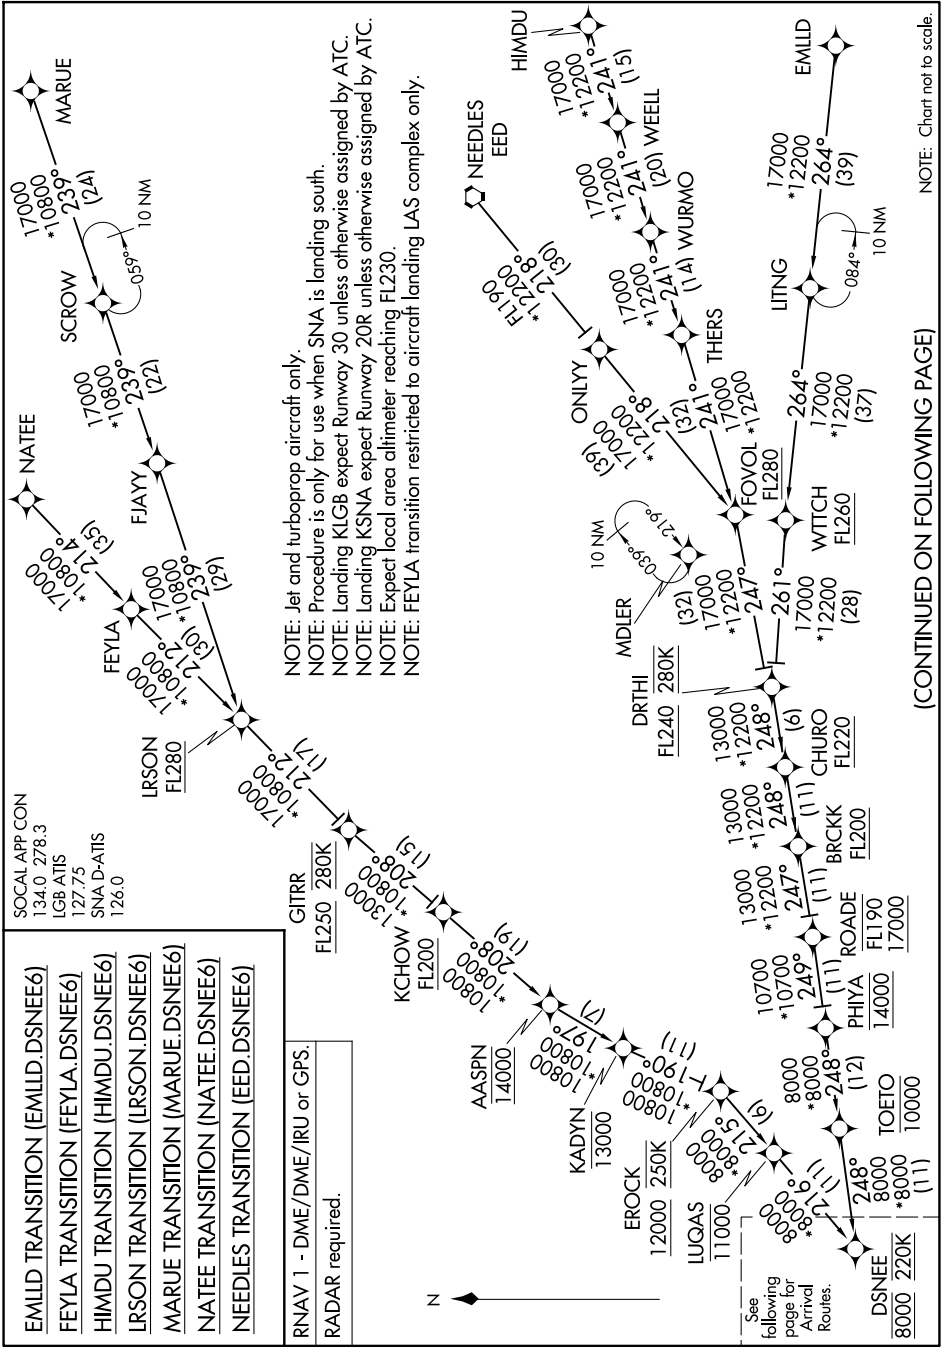 EMLLD TRANSITION (EMLLD.DSNEE6)
FEYLA TRANSITION (FEYLA.DSNEE6)
HIMDU TRANSITION (HIMDU.DSNEE6)
LRSON TRANSITION (LRSON.DSNEE6)
MARUE TRANSITION (MARUE.DSNEE6)
NATEE TRANSITION (NATEE.DSNEE6)
NEEDLES TRANSITION (EED.DSNEE6)
RNAV 1 - DME/DME/IRU or GPS.
RADAR required.
SOCAL APP CON
134.0 278.3
LGB ATIS
127.75
SNA D-ATIS
126.0
NOTE: Jet and turboprop aircraft only.
NOTE: Procedure is only for use when SNA is landing south.
NOTE: Landing KLGB expect Runway 30 unless otherwise assigned by ATC.
NOTE: Landing KSNA expect Runway 20R unless otherwise assigned by ATC.
NOTE: Expect local area altimeter reaching FL230.
NOTE: FEYLA transition restricted to aircraft landing LAS complex only.
MARUE
17000
*10800
239°
(24)
SCROW
059°
10 NM
17000
*10800
239°
(22)
FJAYY
17000
*10800
239°
(29)
NATEE
17000
*10800
214°
(35)
FEYLA
17000
*10800
212°
(30)
LRSON
FL280
17000
*10800
212°
(17)
GITRR
FL250 280K
13000
*10800
208°
(15)
KCHOW
FL200
10800
*10800
208°
(19)
AASPN
14000
10800
*10800
197°
(7)
KADYN
13000
10800
*10800
190°
(11)
EROCK
12000 250K
8000
*8000
215°
(6)
LUQAS
11000
8000
*8000
216°
(11)
DSNEE
8000 220K
See
following
page for
Arrival
Routes.
N
NEEDLES
EED
FL190
*12200
218°
(30)
ONLYY
17000
*12200
218°
(39)
HIMDU
17000
*12200
241°
(15)
WEELL
17000
*12200
241°
(20)
WURMO
17000
*12200
241°
(14)
THERS
(32)
241°
17000
*12200
FOVOL
FL280
MDLER
039°
219°
10 NM
(32)
17000
*12200
247°
EMLLD
17000
*12200
264°
(39)
LITNG
084°
10 NM
264°
17000
*12200
(37)
WTTCH
FL260
261°
17000
*12200
(28)
DRTHI
FL240 280K
13000
*12200
248°
(6)
CHURO
FL220
13000
*12200
248°
(11)
BRCKK
FL200
13000
*12200
247°
(11)
ROADE
FL190
17000
10700
*10700
249°
(11)
PHIYA
14000
8000
*8000
248°
(12)
TOETO
10000
248°
8000
*8000
(11)
NOTE: Chart not to scale.
(CONTINUED ON FOLLOWING PAGE)